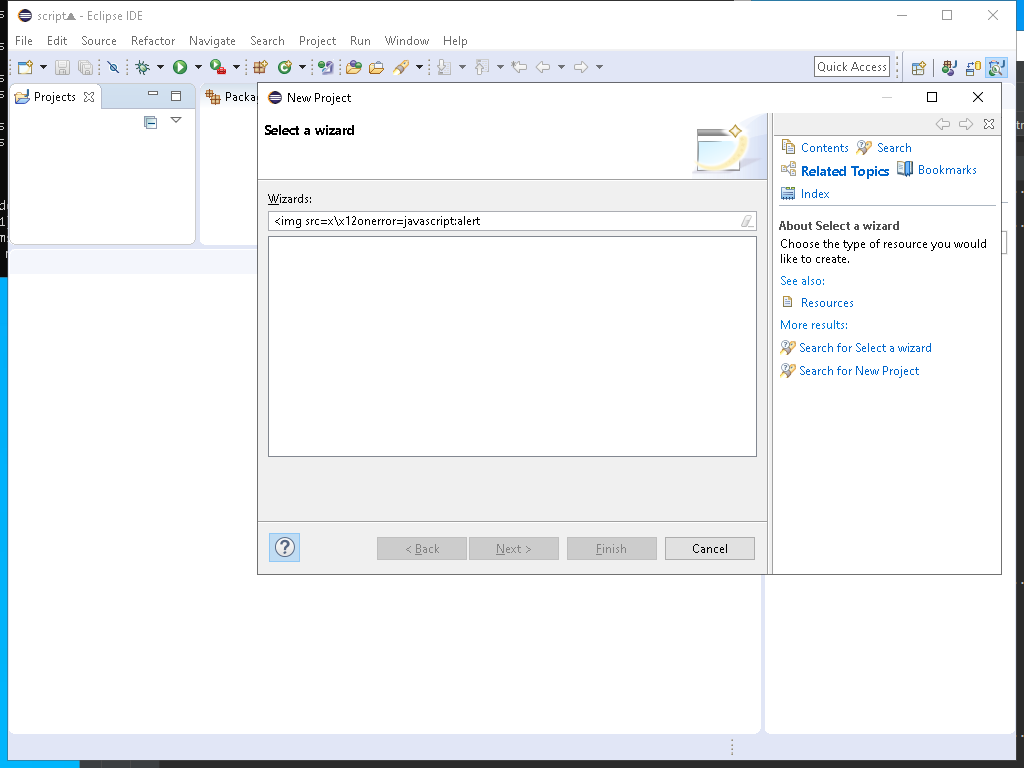 script - Eclipse IDE
File Edit Source Refactor Navigate Search Project Run Window Help
Quick Access
Projects
Packa
New Project
Select a wizard
Wizards:
<img src=x\x12onerror=javascript:alert
< Back Next > Finish Cancel
Contents Search
Related Topics Bookmarks
Index
About Select a wizard
Choose the type of resource you would
like to create.
See also:
Resources
More results:
Search for Select a wizard
Search for New Project